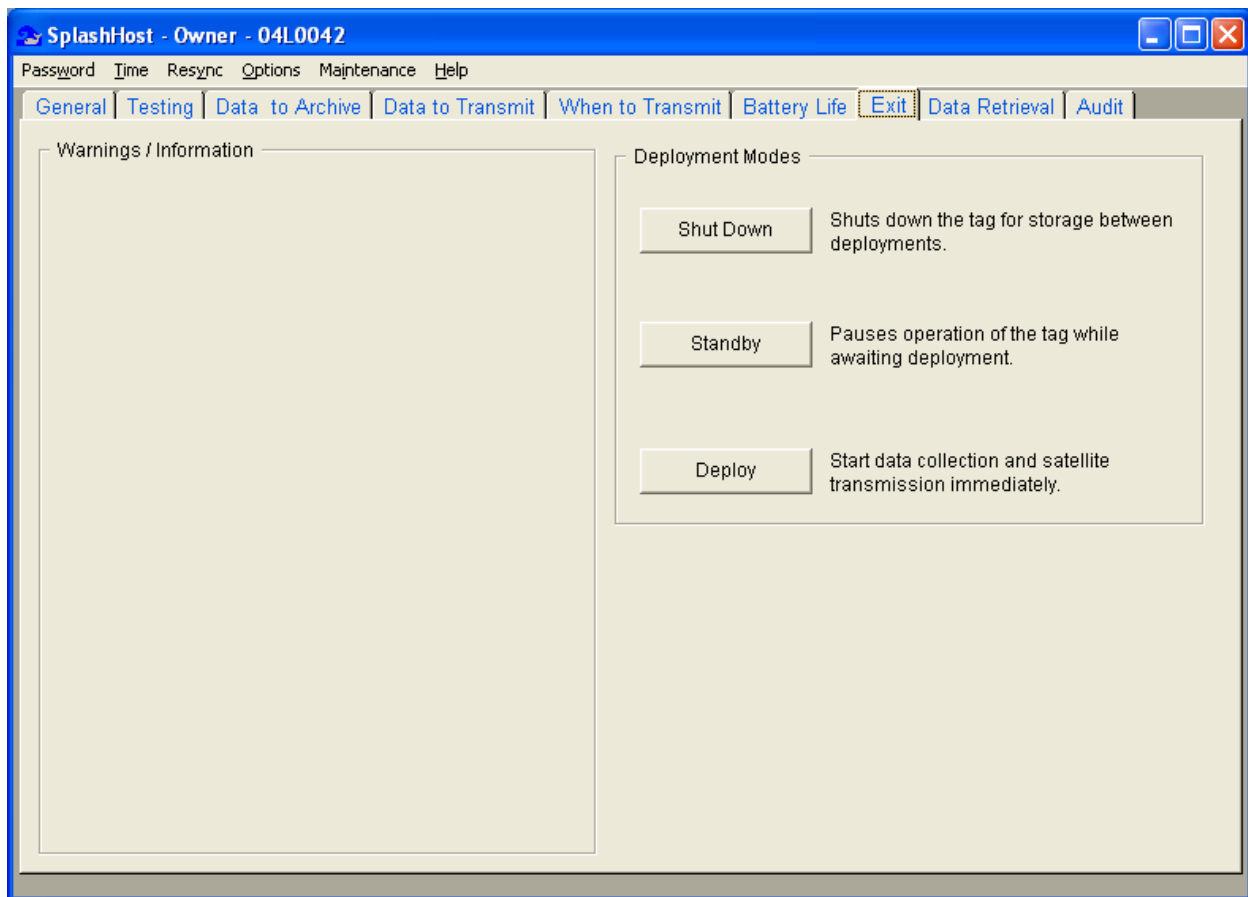 SplashHost - Owner - 04L0042
Password Time Resync Options Maintenance Help
General Testing Data to Archive Data to Transmit When to Transmit Battery Life Exit Data Retrieval Audit
Warnings / Information
Deployment Modes
Shut Down
Shuts down the tag for storage between
deployments.
Standby
Pauses operation of the tag while
awaiting deployment.
Deploy
Start data collection and satellite
transmission immediately.